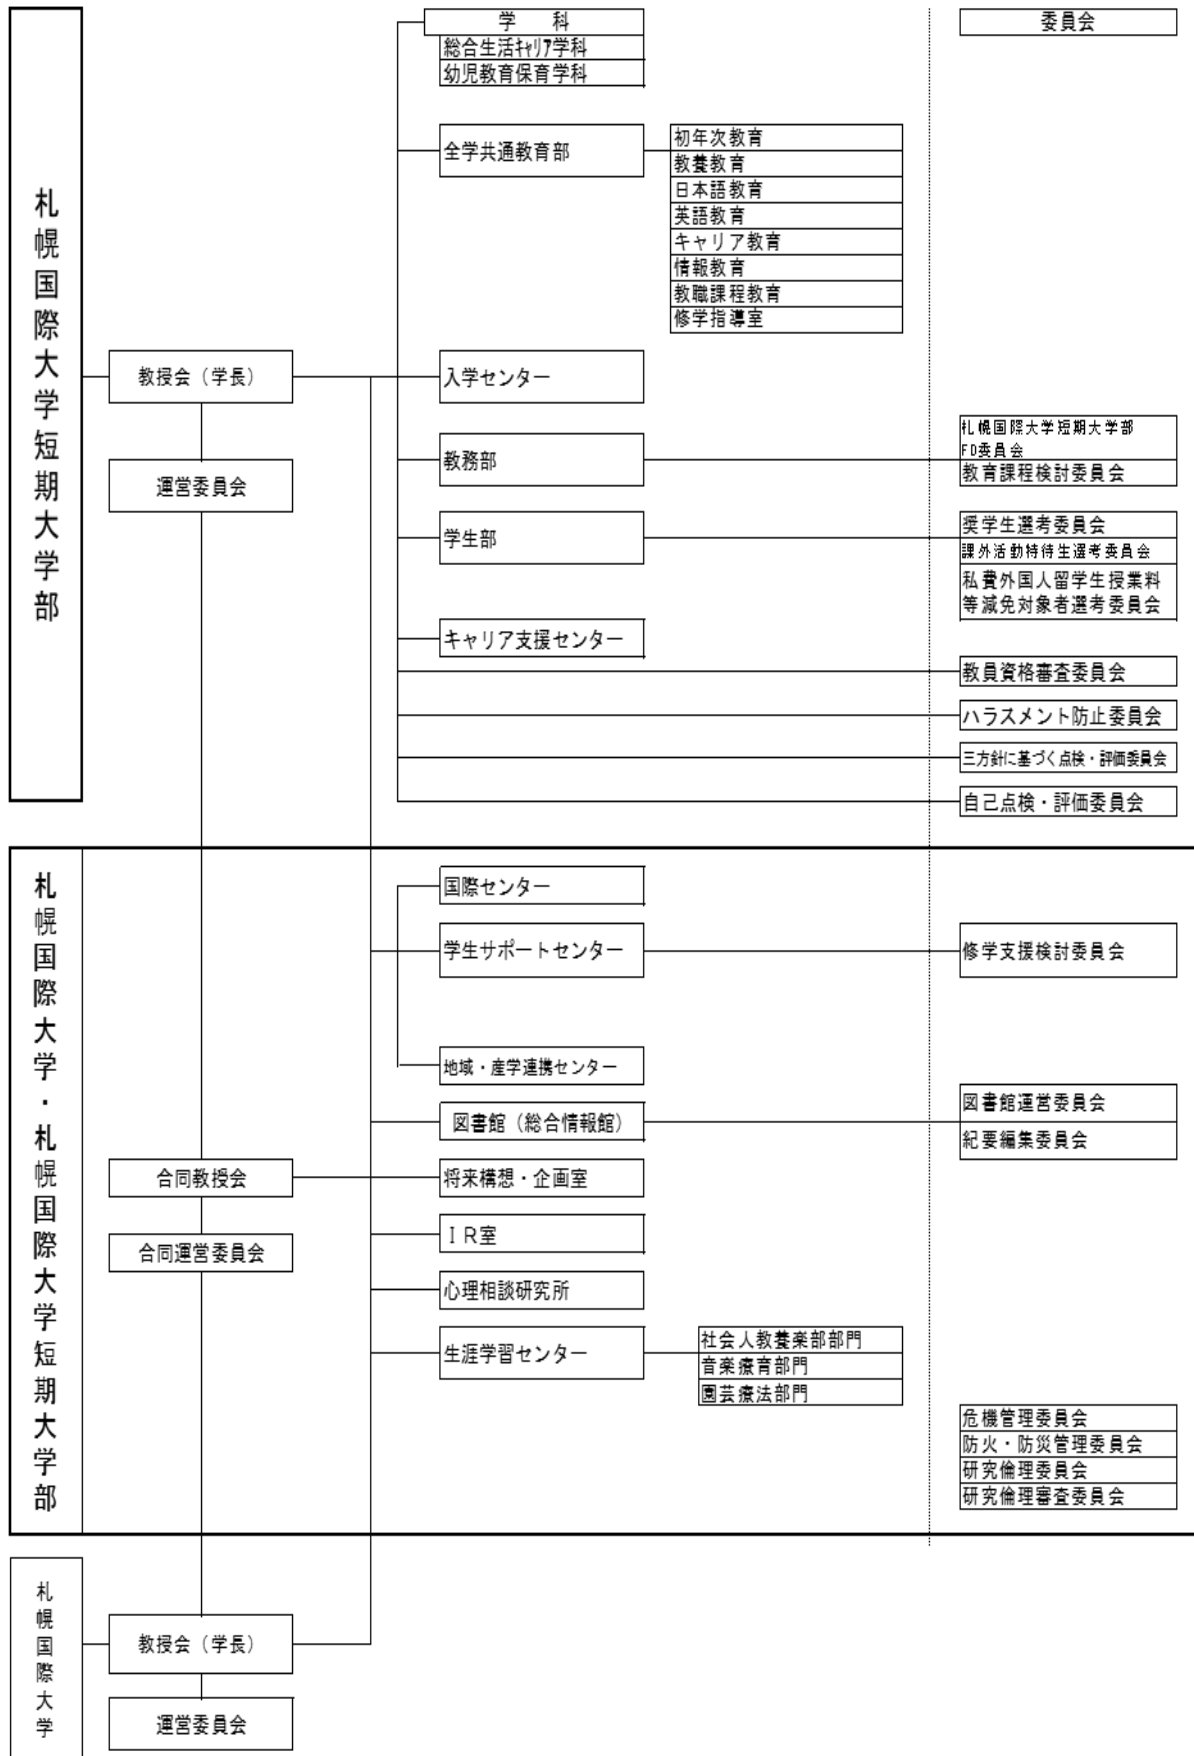 札幌国際大学短期大学部
学　科
総合生活ｷｬﾘｱ学科
幼児教育保育学科
委員会
全学共通教育部
初年次教育
教養教育
日本語教育
英語教育
キャリア教育
情報教育
教職課程教育
修学指導室
教授会（学長）
運営委員会
入学センター
教務部
札幌国際大学短期大学部
FD委員会
教育課程検討委員会
学生部
奨学生選考委員会
課外活動特待生選考委員会
私費外国人留学生授業料
等減免対象者選考委員会
キャリア支援センター
教員資格審査委員会
ハラスメント防止委員会
三方針に基づく点検・評価委員会
自己点検・評価委員会
札幌国際大学・札幌国際大学短期大学部
国際センター
学生サポートセンター
修学支援検討委員会
地域・産学連携センター
図書館（総合情報館）
図書館運営委員会
紀要編集委員会
合同教授会
合同運営委員会
将来構想・企画室
ＩＲ室
心理相談研究所
生涯学習センター
社会人教養楽部部門
音楽療育部門
園芸療法部門
危機管理委員会
防火・防災管理委員会
研究倫理委員会
研究倫理審査委員会
札幌国際大学
教授会（学長）
運営委員会